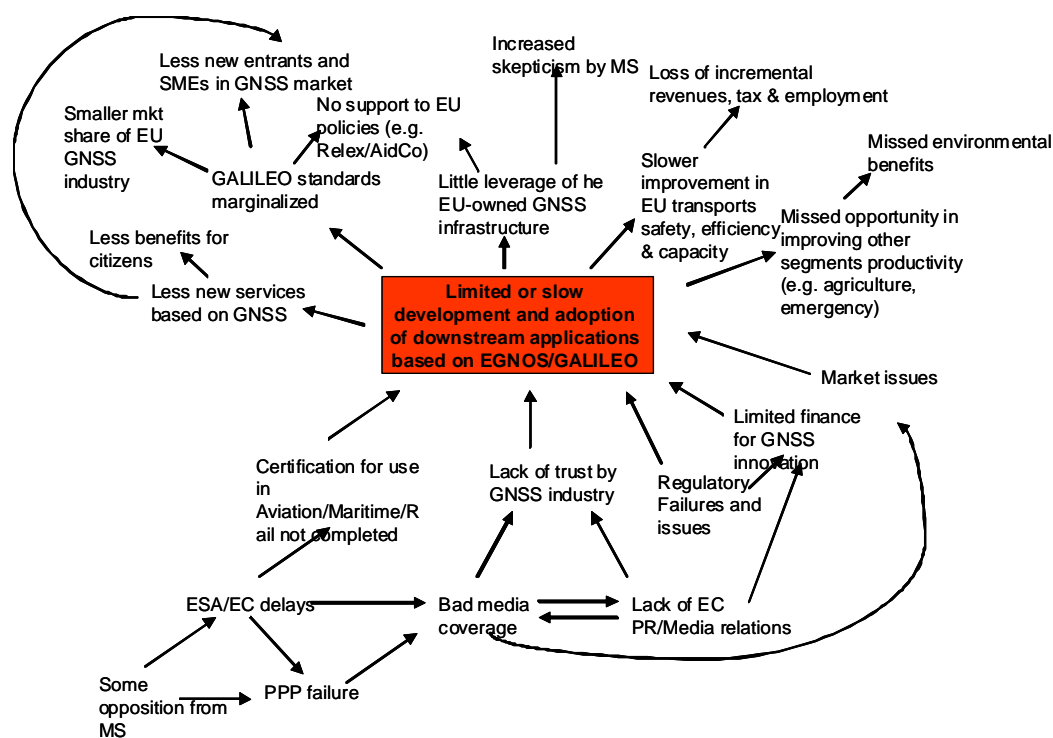 Increased
skepticism by MS
Less new entrants and
SMEs in GNSS market
Loss of incremental
revenues, tax & employment
Smaller mkt
share of EU
GNSS
industry
No support to EU
policies (e.g.
Relex/AidCo)
Missed environmental
benefits
GALILEO standards
marginalized
Little leverage of he
EU-owned GNSS
infrastructure
Slower
improvement in
EU transports
safety, efficiency
& capacity
Missed opportunity in
improving other
segments productivity
(e.g. agriculture,
emergency)
Less benefits for
citizens
Less new services
based on GNSS
Limited or slow
development and adoption
of downstream applications
based on EGNOS/GALILEO
Market issues
Limited finance
for GNSS
innovation
Certification for use
in
Aviation/Maritime/R
ail not completed
Lack of trust by
GNSS industry
Regulatory
Failures and
issues
ESA/EC delays
Bad media
coverage
Lack of EC
PR/Media relations
Some
opposition from
MS
PPP failure